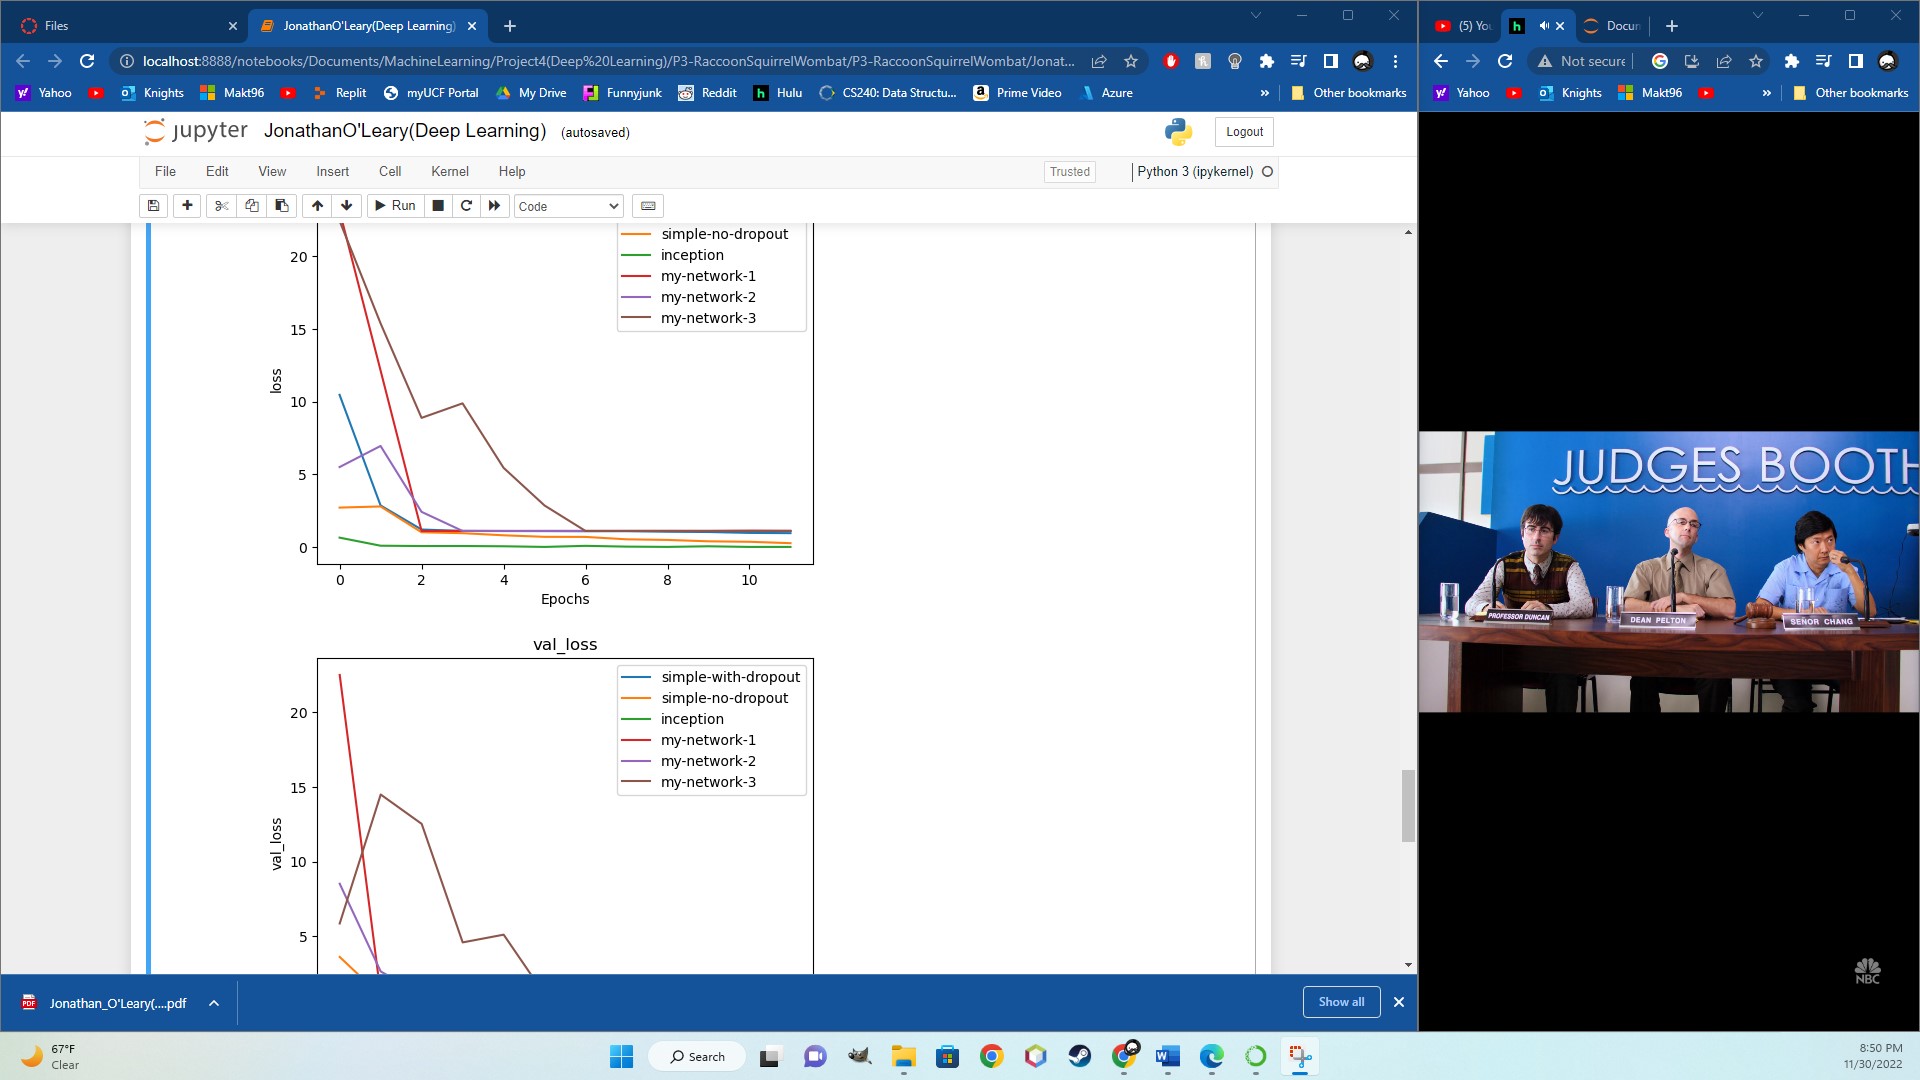 Files
JonathanO'Leary(Deep Learning)
localhost:8888/notebooks/Documents/MachineLearning/Project4(Deep%20Learning)/P3-RaccoonSquirrelWombat/P3-RaccoonSquirrelWombat/Jonat...
Yahoo
Knights
Makt96
Replit
myUCF Portal
My Drive
Funnyjunk
Reddit
Hulu
CS240: Data Structu...
Prime Video
Azure
»
Other bookmarks
jupyter
JonathanO'Leary(Deep Learning)
(autosaved)
Logout
File
Edit
View
Insert
Cell
Kernel
Help
Trusted
Python 3 (ipykernel)
Run
Code
simple-no-dropout
inception
my-network-1
my-network-2
my-network-3
20
15
10
5
0
loss
0 2 4 6 8 10
Epochs
val_loss
simple-with-dropout
simple-no-dropout
inception
my-network-1
my-network-2
my-network-3
20
15
10
5
val_loss
Jonathan_O'Leary(....pdf
Show all
(5) You
Docun
Not secure
Yahoo
Knights
Makt96
»
Other bookmarks
JUDGES BOOTH
PROFESSOR DUNCAN
DEAN PELTON
SEÑOR CHANG
NBC
67°F
Clear
Search
8:50 PM
11/30/2022